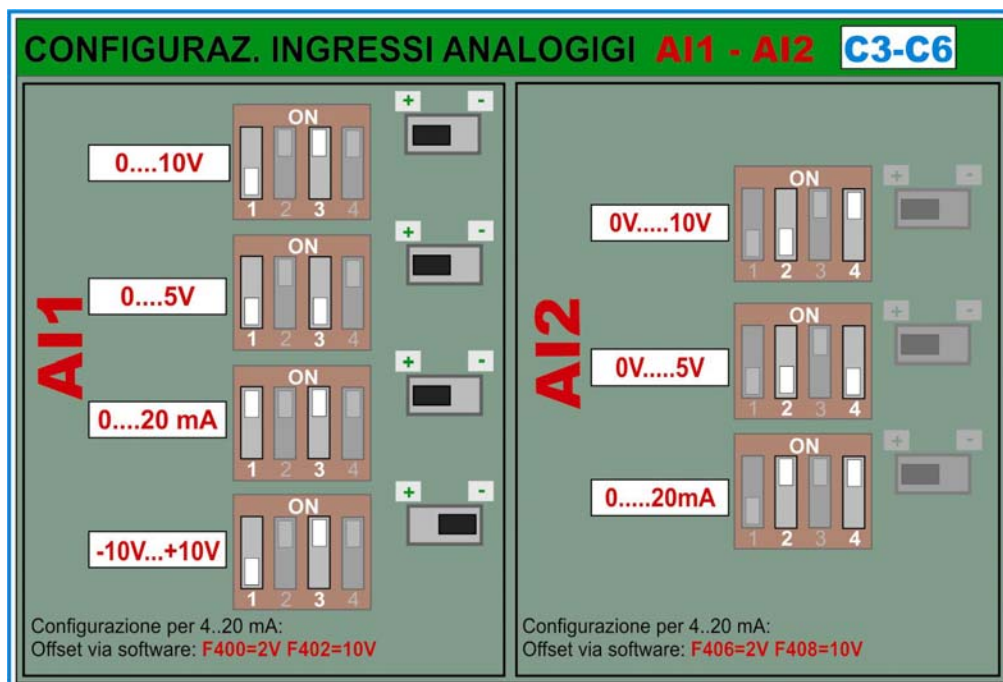 CONFIGURAZ. INGRESSI ANALOGIGI AI1 - AI2 C3-C6
AI1
0....10V
ON
1 2 3 4
+ -
0....5V
ON
1 2 3 4
+ -
0....20 mA
ON
1 2 3 4
+ -
-10V...+10V
ON
1 2 3 4
+ -
Configurazione per 4..20 mA:
Offset via software: F400=2V F402=10V
AI2
0V.....10V
ON
1 2 3 4
+ -
0V.....5V
ON
1 2 3 4
+ -
0.....20mA
ON
1 2 3 4
+ -
Configurazione per 4..20 mA:
Offset via software: F406=2V F408=10V